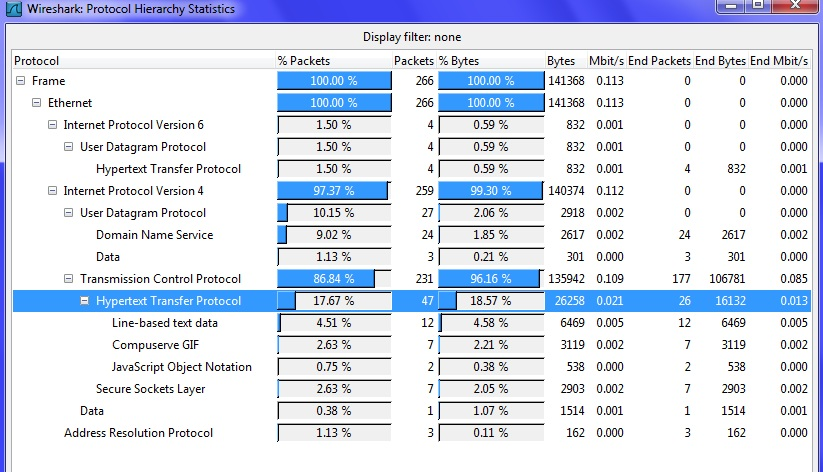 Wireshark: Protocol Hierarchy Statistics
Display filter: none
Protocol % Packets Packets % Bytes Bytes Mbit/s End Packets End Bytes End Mbit/s
Frame 100.00 % 266 100.00 % 141368 0.113 0 0 0.000
Ethernet 100.00 % 266 100.00 % 141368 0.113 0 0 0.000
Internet Protocol Version 6 1.50 % 4 0.59 % 832 0.001 0 0 0.000
User Datagram Protocol 1.50 % 4 0.59 % 832 0.001 0 0 0.000
Hypertext Transfer Protocol 1.50 % 4 0.59 % 832 0.001 4 832 0.001
Internet Protocol Version 4 97.37 % 259 99.30 % 140374 0.112 0 0 0.000
User Datagram Protocol 10.15 % 27 2.06 % 2918 0.002 0 0 0.000
Domain Name Service 9.02 % 24 1.85 % 2617 0.002 24 2617 0.002
Data 1.13 % 3 0.21 % 301 0.000 3 301 0.000
Transmission Control Protocol 86.84 % 231 96.16 % 135942 0.109 177 106781 0.085
Hypertext Transfer Protocol 17.67 % 47 18.57 % 26258 0.021 26 16132 0.013
Line-based text data 4.51 % 12 4.58 % 6469 0.005 12 6469 0.005
Compuserve GIF 2.63 % 7 2.21 % 3119 0.002 7 3119 0.002
JavaScript Object Notation 0.75 % 2 0.38 % 538 0.000 2 538 0.000
Secure Sockets Layer 2.63 % 7 2.05 % 2903 0.002 7 2903 0.002
Data 0.38 % 1 1.07 % 1514 0.001 1 1514 0.001
Address Resolution Protocol 1.13 % 3 0.11 % 162 0.000 3 162 0.000